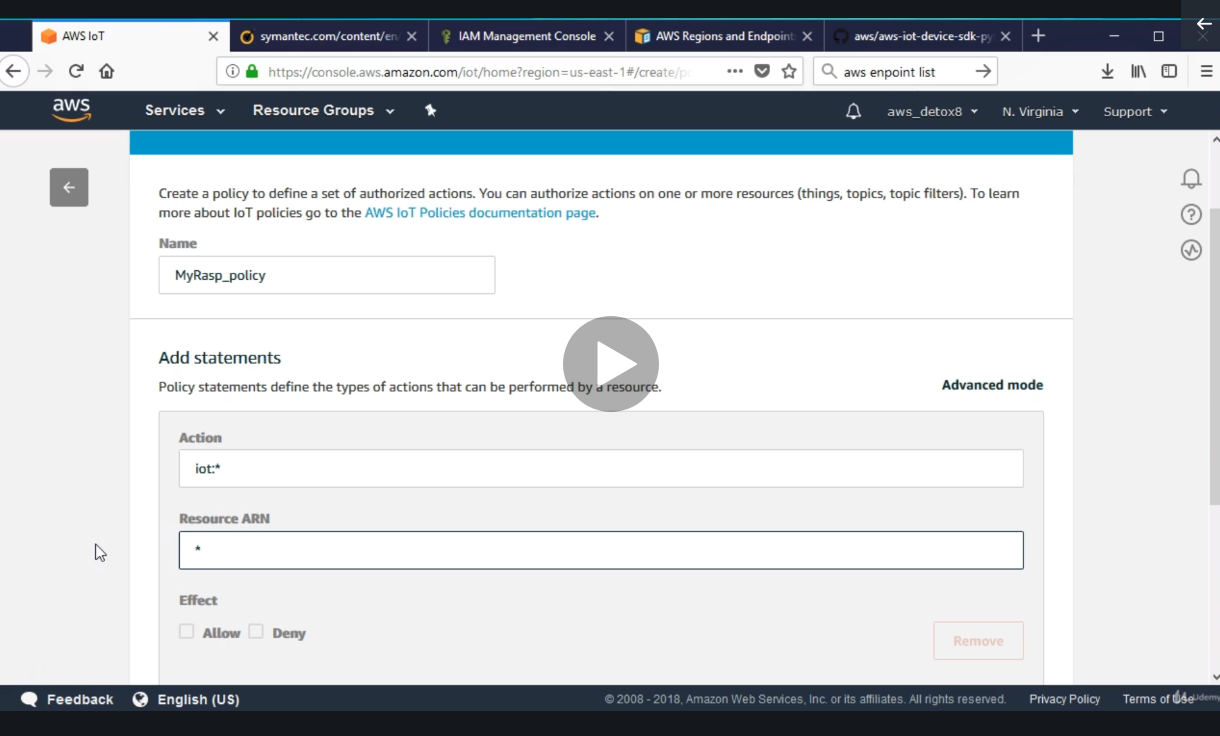 AWS IoT
symantec.com/content/en/
IAM Management Console
AWS Regions and Endpoint
aws/aws-iot-device-sdk-py
https://console.aws.amazon.com/iot/home?region=us-east-1#/create/po
aws enpoint list
aws
Services
Resource Groups
aws_detox8
N. Virginia
Support
Create a policy to define a set of authorized actions. You can authorize actions on one or more resources (things, topics, topic filters). To learn
more about IoT policies go to the AWS IoT Policies documentation page.
Name
MyRasp_policy
Add statements
Policy statements define the types of actions that can be performed by a resource.
Advanced mode
Action
iot:*
Resource ARN
*
Effect
Allow
Deny
Remove
Feedback
English (US)
© 2008 - 2018, Amazon Web Services, Inc. or its affiliates. All rights reserved.
Privacy Policy
Terms of Use
Udemy